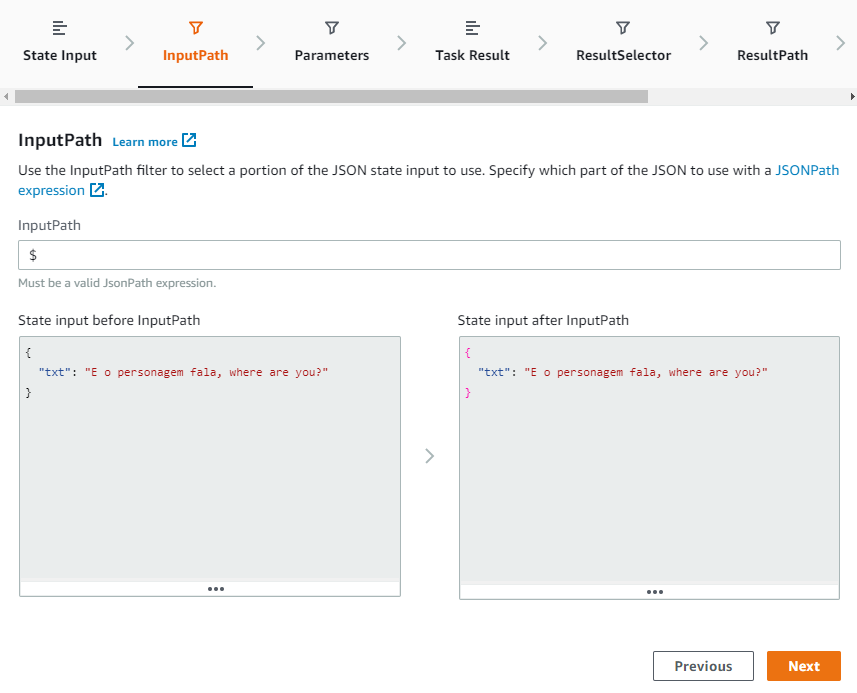 State Input
InputPath
Parameters
Task Result
ResultSelector
ResultPath
InputPath Learn more
Use the InputPath filter to select a portion of the JSON state input to use. Specify which part of the JSON to use with a JSONPath
expression .
InputPath
$
Must be a valid JsonPath expression.
State input before InputPath
{
"txt": "E o personagem fala, where are you?"
}
State input after InputPath
{
"txt": "E o personagem fala, where are you?"
}
Previous
Next